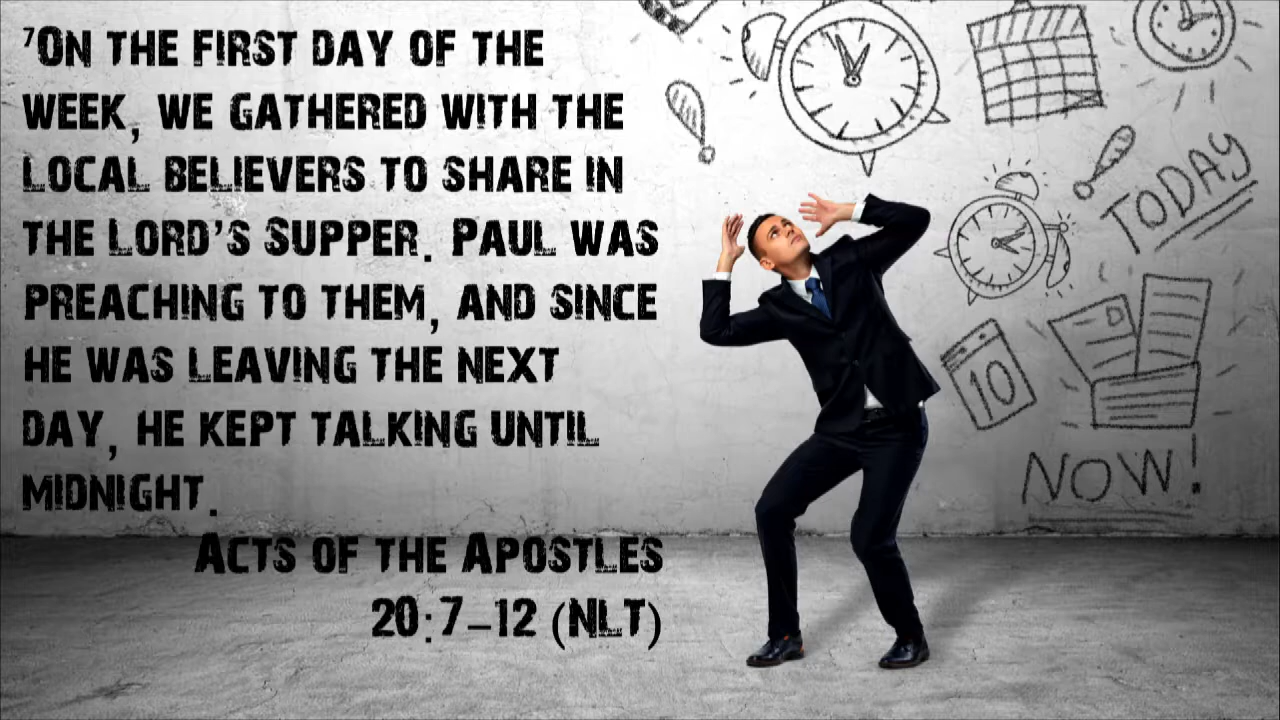 ⁷On the first day of the
week, we gathered with the
local believers to share in
the Lord’s Supper. Paul was
preaching to them, and since
he was leaving the next
day, he kept talking until
midnight.
Acts of the Apostles
20:7–12 (NLT)
TODAY
10
NOW!